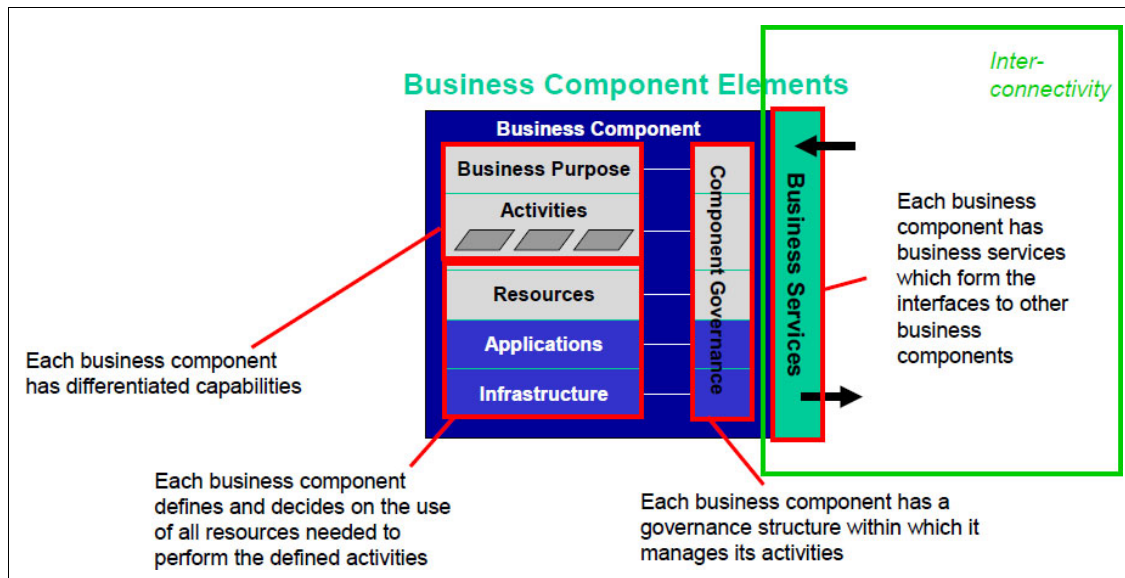 Inter-
connectivity
Business Component Elements
Business Component
Business Purpose
Activities
Resources
Applications
Infrastructure
Component Governance
Business Services
Each business
component has
business services
which form the
interfaces to other
business
components
Each business component
has differentiated capabilities
Each business component
defines and decides on the use
of all resources needed to
perform the defined activities
Each business component has a
governance structure within which it
manages its activities